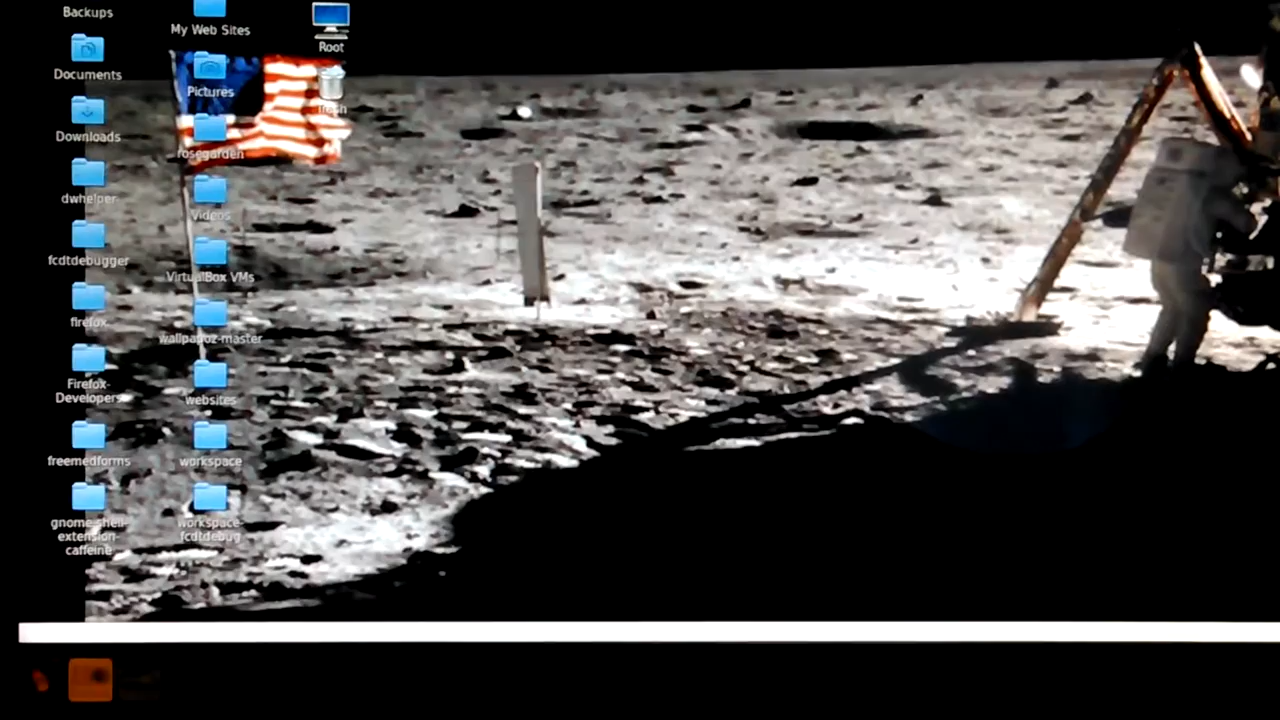 Backups
Documents
Downloads
dwhelper
fcdtdebugger
firefox
Firefox-
Developers
freemedforms
gnome-shell-
extension-
caffeine
My Web Sites
Pictures
rosegarden
Videos
VirtualBox VMs
wallpapoz-master
websites
workspace
workspace-
fcdtdebug
Root
Trash